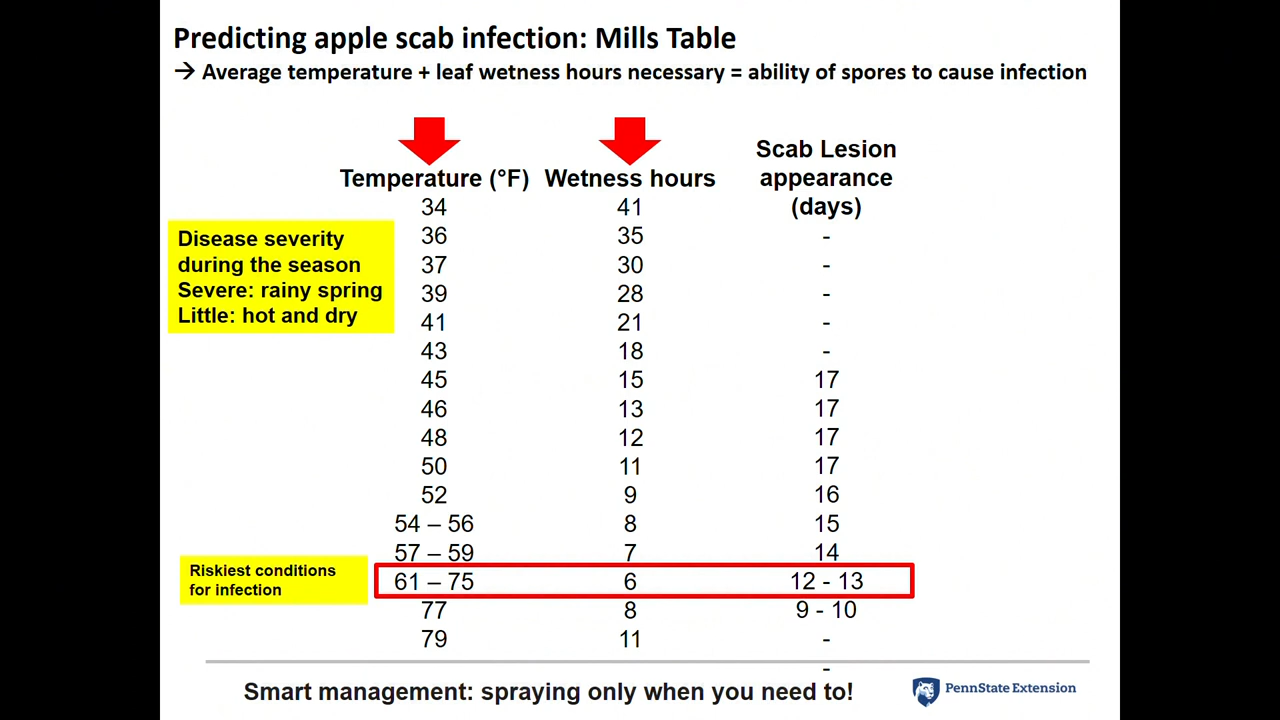 Predicting apple scab infection: Mills Table
→ Average temperature + leaf wetness hours necessary = ability of spores to cause infection
Scab Lesion
Temperature (°F) Wetness hours appearance
34 41 (days)
36 35 -
37 30 -
39 28 -
41 21 -
43 18 -
45 15 17
46 13 17
48 12 17
50 11 17
52 9 16
54 – 56 8 15
57 – 59 7 14
61 – 75 6 12 - 13
77 8 9 - 10
79 11 -
-
Disease severity
during the season
Severe: rainy spring
Little: hot and dry
Riskiest conditions
for infection
Smart management: spraying only when you need to!
PennState Extension